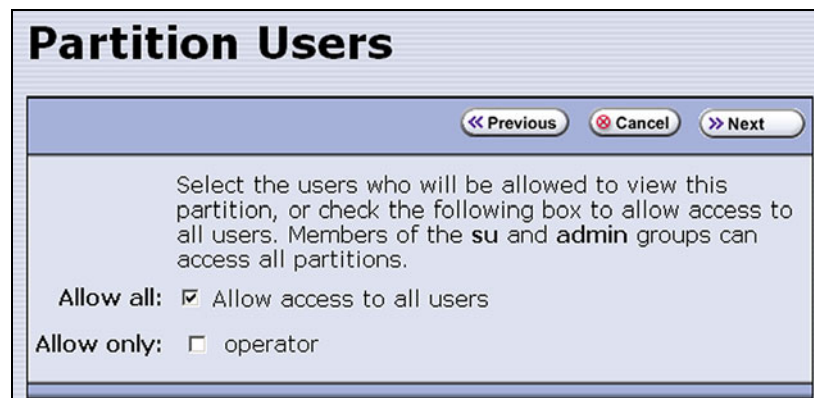 Partition Users
Previous Cancel Next
Select the users who will be allowed to view this
partition, or check the following box to allow access to
all users. Members of the su and admin groups can
access all partitions.
Allow all: Allow access to all users
Allow only: operator